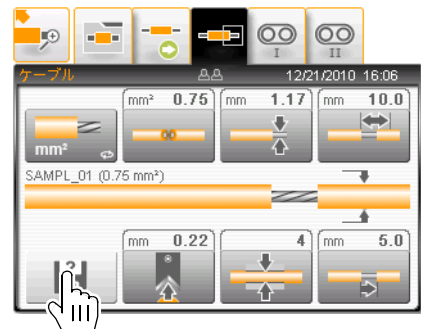 I
II
ケーブル 12/21/2010 16:06
mm² 0.75 mm 1.17 mm 10.0
mm²
SAMPL_01 (0.75 mm²)
mm 0.22 4 mm 5.0
?